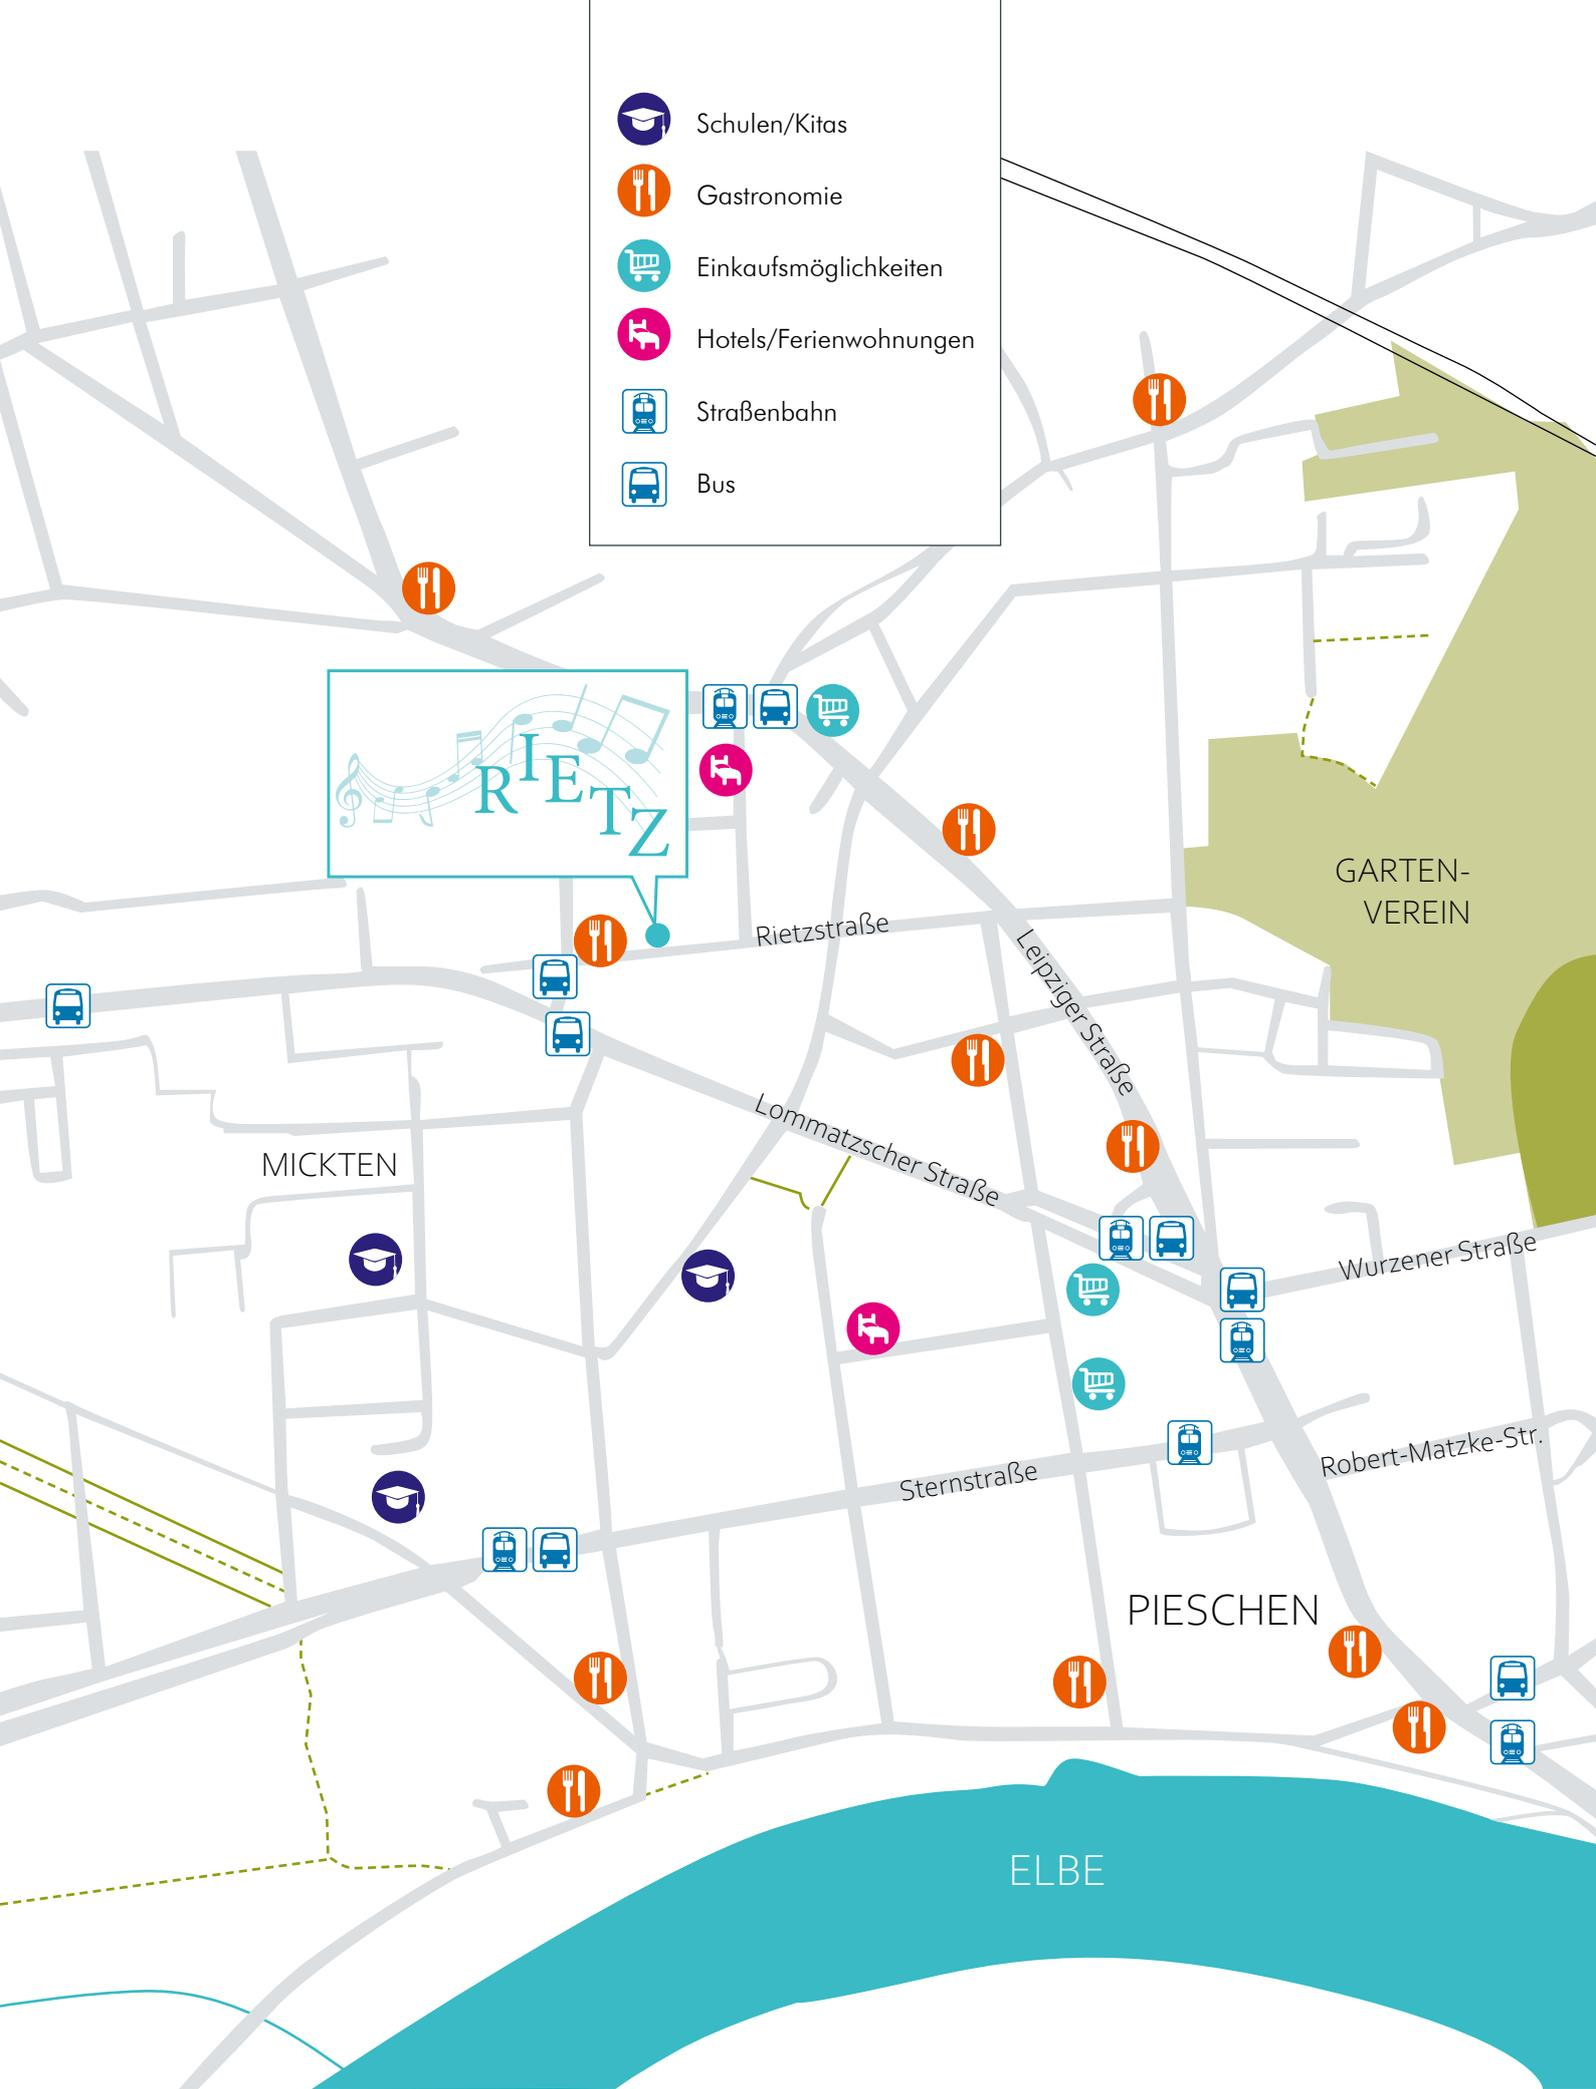 Schulen/Kitas
Gastronomie
Einkaufsmöglichkeiten
Hotels/Ferienwohnungen
Straßenbahn
Bus
RIETZ
GARTEN-
VEREIN
Rietzstraße
Leipziger Straße
Lommatzscher Straße
MICKTEN
Wurzener Straße
Robert-Matzke-Str.
Sternstraße
PIESCHEN
ELBE